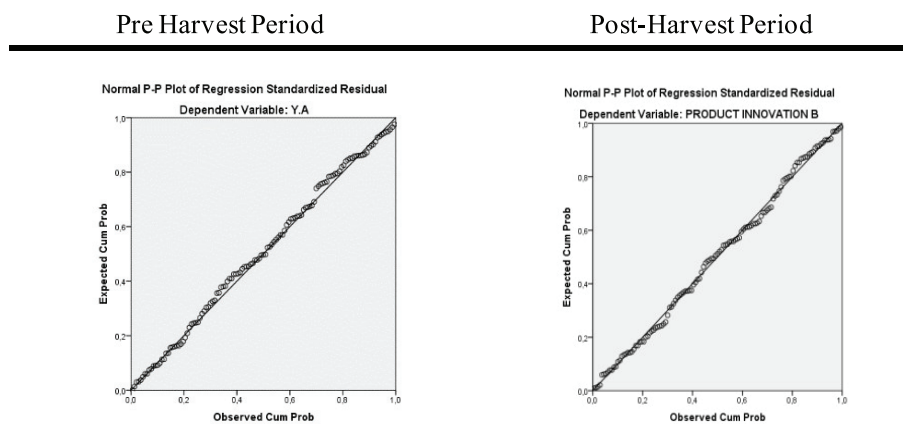 Pre Harvest Period
Post-Harvest Period
Normal P-P Plot of Regression Standardized Residual
Dependent Variable: Y.A
1,0
0,8
0,6
0,4
0,2
0,0
0,0 0,2 0,4 0,6 0,8 1,0
Expected Cum Prob
Observed Cum Prob
Normal P-P Plot of Regression Standardized Residual
Dependent Variable: PRODUCT INNOVATION B
1,0
0,8
0,6
0,4
0,2
0,0
0,0 0,2 0,4 0,6 0,8 1,0
Expected Cum Prob
Observed Cum Prob